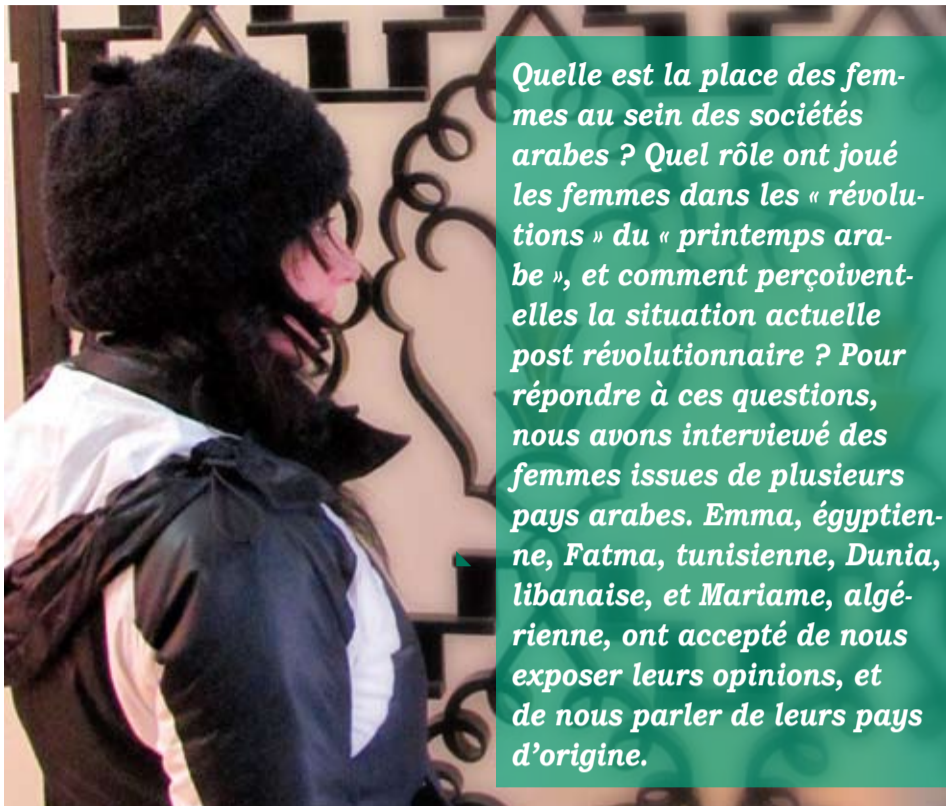 Quelle est la place des fem-
mes au sein des sociétés
arabes ? Quel rôle ont joué
les femmes dans les « révolu-
tions » du « printemps ara-
be », et comment perçoivent-
elles la situation actuelle
post révolutionnaire ? Pour
répondre à ces questions,
nous avons interviewé des
femmes issues de plusieurs
pays arabes. Emma, égyptien-
ne, Fatma, tunisienne, Dunia,
libanaise, et Mariame, algé-
rienne, ont accepté de nous
exposer leurs opinions, et
de nous parler de leurs pays
d’origine.